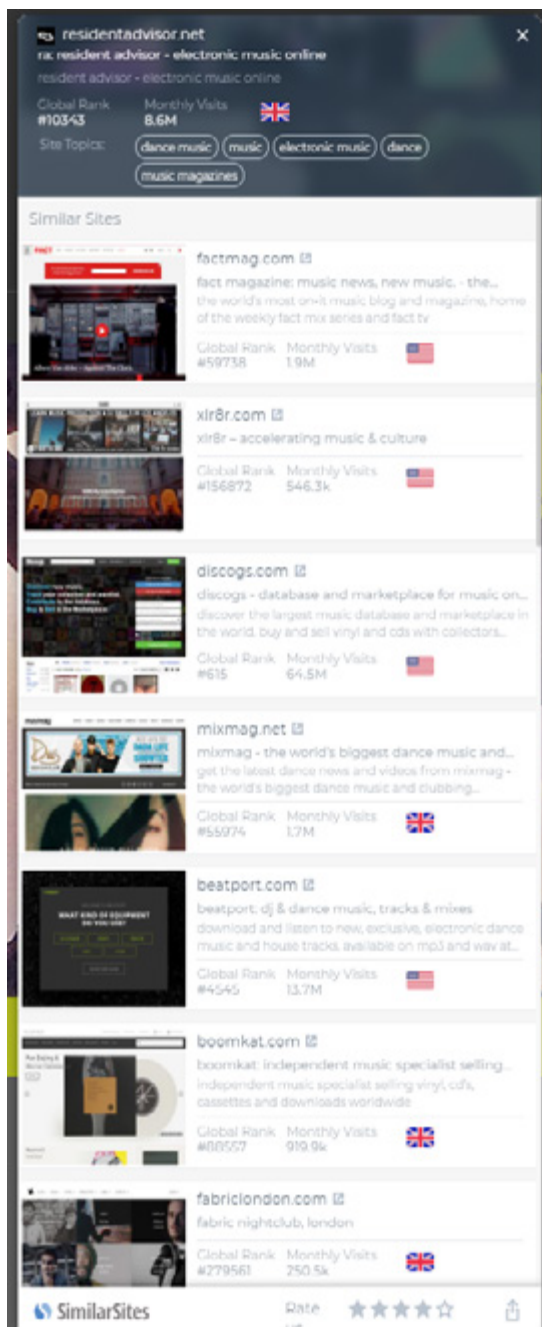 residentadvisor.net
ra: resident advisor - electronic music online
resident advisor - electronic music online
Global Rank Monthly Visits
#10343 8.6M
Site Topics: dance music music electronic music dance
music magazines
Similar Sites
factmag.com
fact magazine: music news, new music. - the...
the world's most on-it music blog and magazine, home
of the weekly fact mix series and fact tv
Global Rank Monthly Visits
#59738 1.9M
xlr8r.com
xlr8r – accelerating music & culture
Global Rank Monthly Visits
#156872 546.3k
discogs.com
discogs - database and marketplace for music on...
discover the largest music database and marketplace in
the world. buy and sell vinyl and cds with collectors...
Global Rank Monthly Visits
#615 64.5M
mixmag.net
mixmag - the world's biggest dance music and...
get the latest dance news and videos from mixmag -
the world's biggest dance music and clubbing...
Global Rank Monthly Visits
#55974 1.7M
WHAT KIND OF EQUIPMENT
DO YOU USE?
beatport.com
beatport: dj & dance music, tracks & mixes
download and listen to new, exclusive, electronic dance
music and house tracks. available on mp3 and wav at...
Global Rank Monthly Visits
#4545 13.7M
boomkat.com
boomkat: independent music specialist selling...
independent music specialist selling vinyl, cd's,
cassettes and downloads worldwide
Global Rank Monthly Visits
#88557 919.9k
fabriclondon.com
fabric nightclub, london
Global Rank Monthly Visits
#279561 250.5k
SimilarSites Rate